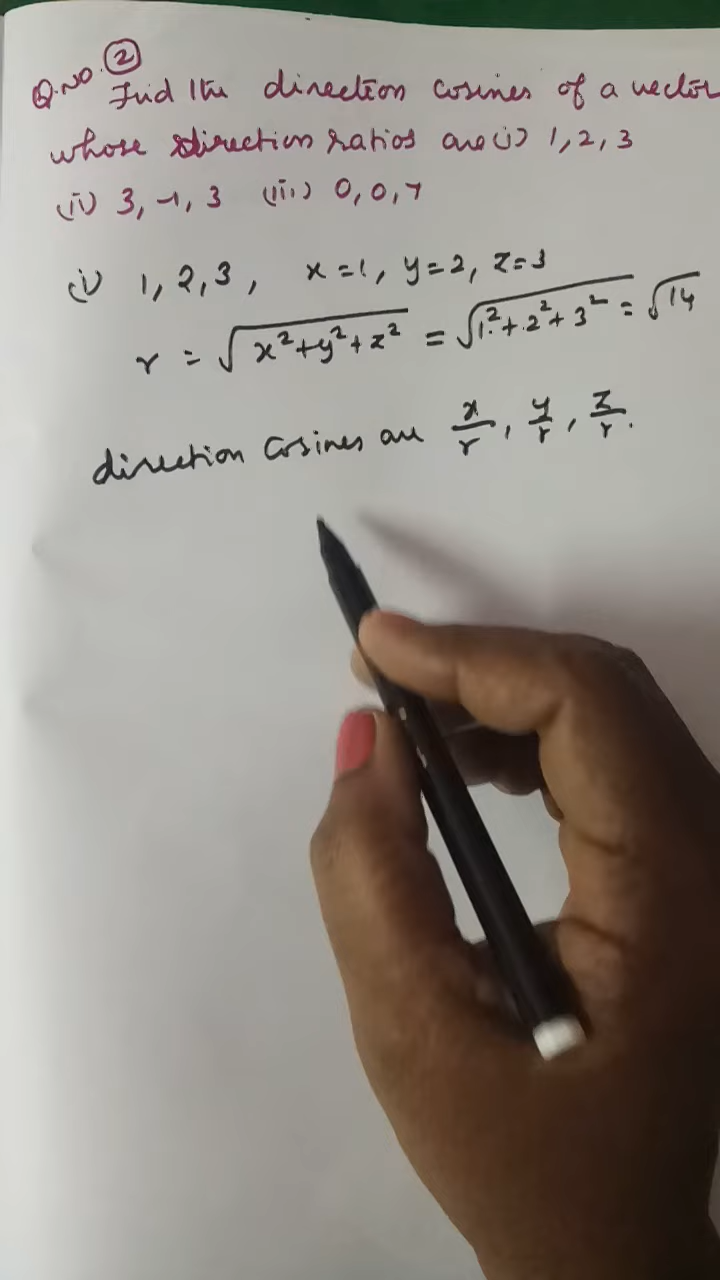 Q.NO. ②
Find the direction cosines of a vector
whose direction ratios are (i) 1, 2, 3
(ii) 3, -1, 3 (iii) 0, 0, 7
(i) 1, 2, 3, x = 1, y = 2, z = 3
r = √(x² + y² + z²) = √(1² + 2² + 3²) = √14
direction cosines are x/r, y/r, z/r.